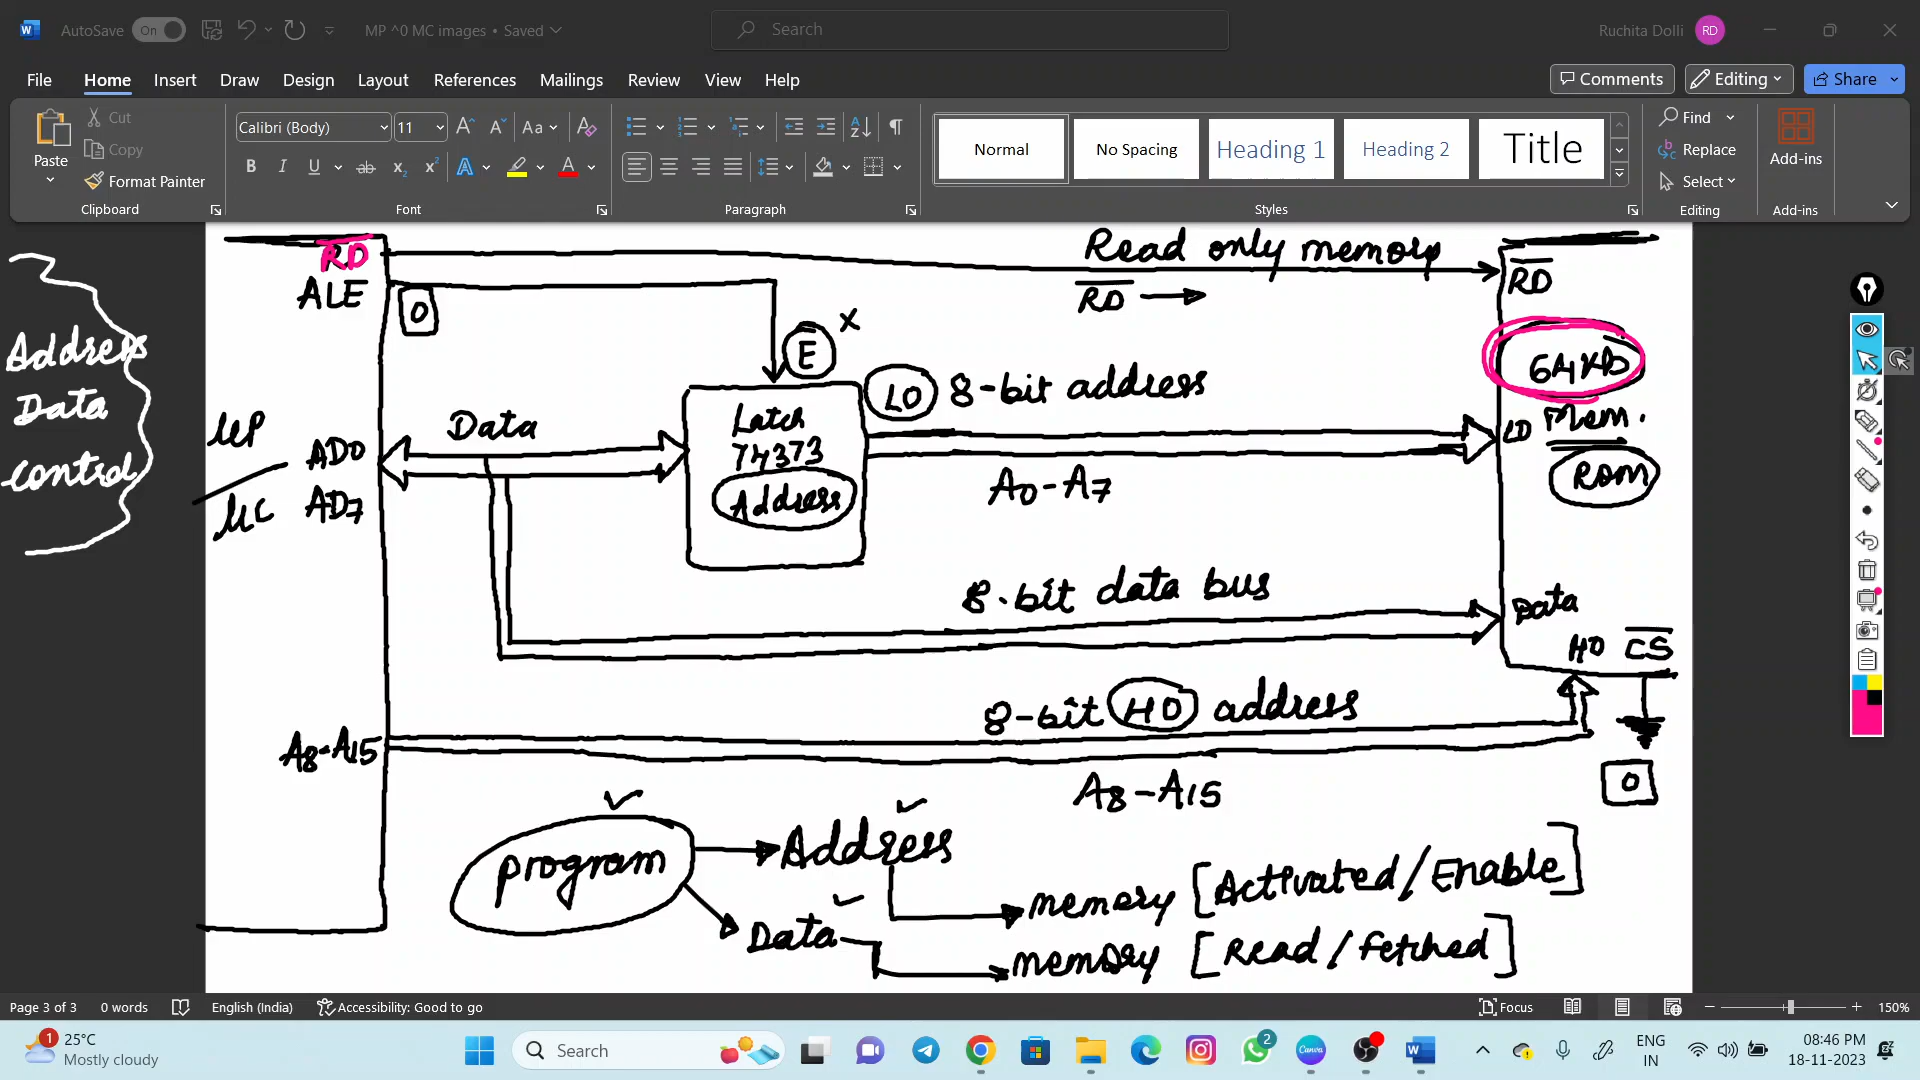 AutoSave On MP ^0 MC images • Saved Search Ruchita Dolli RD
File Home Insert Draw Design Layout References Mailings Review View Help Comments Editing Share
Paste Cut Copy Format Painter
Calibri (Body) 11
Normal No Spacing Heading 1 Heading 2 Title
Find Replace Select Add-ins
Clipboard Font Paragraph Styles Editing Add-ins
RD Read only memory RD
ALE 0 RD
E x
64KB
Address
Data
Control
LO 8-bit address
Mem.
ROM
MP
MC
Data
AD0
AD7
Latch
74373
Address
LO
A0-A7
8-bit data bus
Data
HO CS
8-bit HO address
0
A8-A15
A8-A15
program
Address
memory [Activated/Enable]
Data
memory [Read/Fetched]
Page 3 of 3 0 words English (India) Accessibility: Good to go Focus 150%
1 25°C
Mostly cloudy
Search
Canva
2
ENG
IN
08:46 PM
18-11-2023